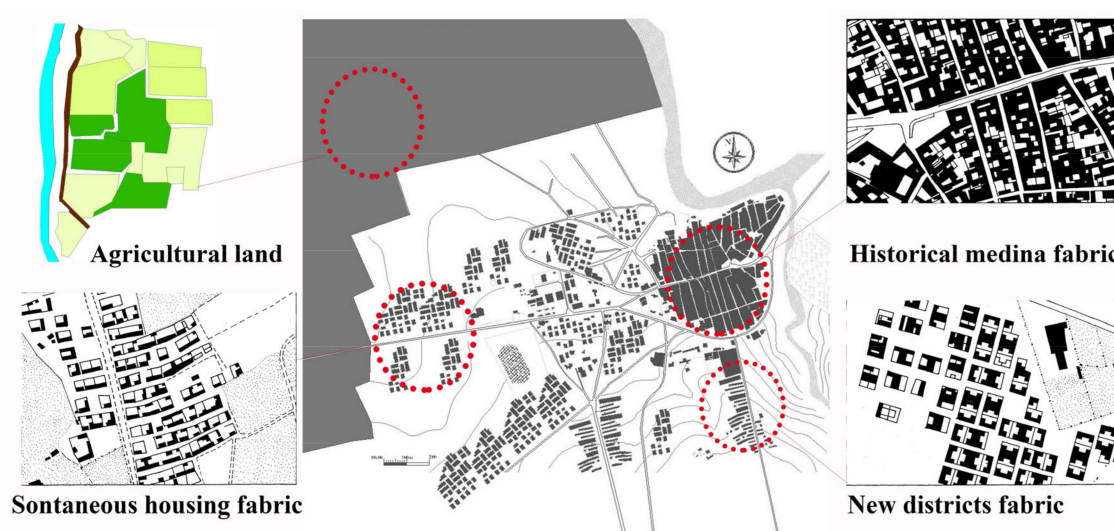 Agricultural land
Historical medina fabric
Sontaneous housing fabric
New districts fabric